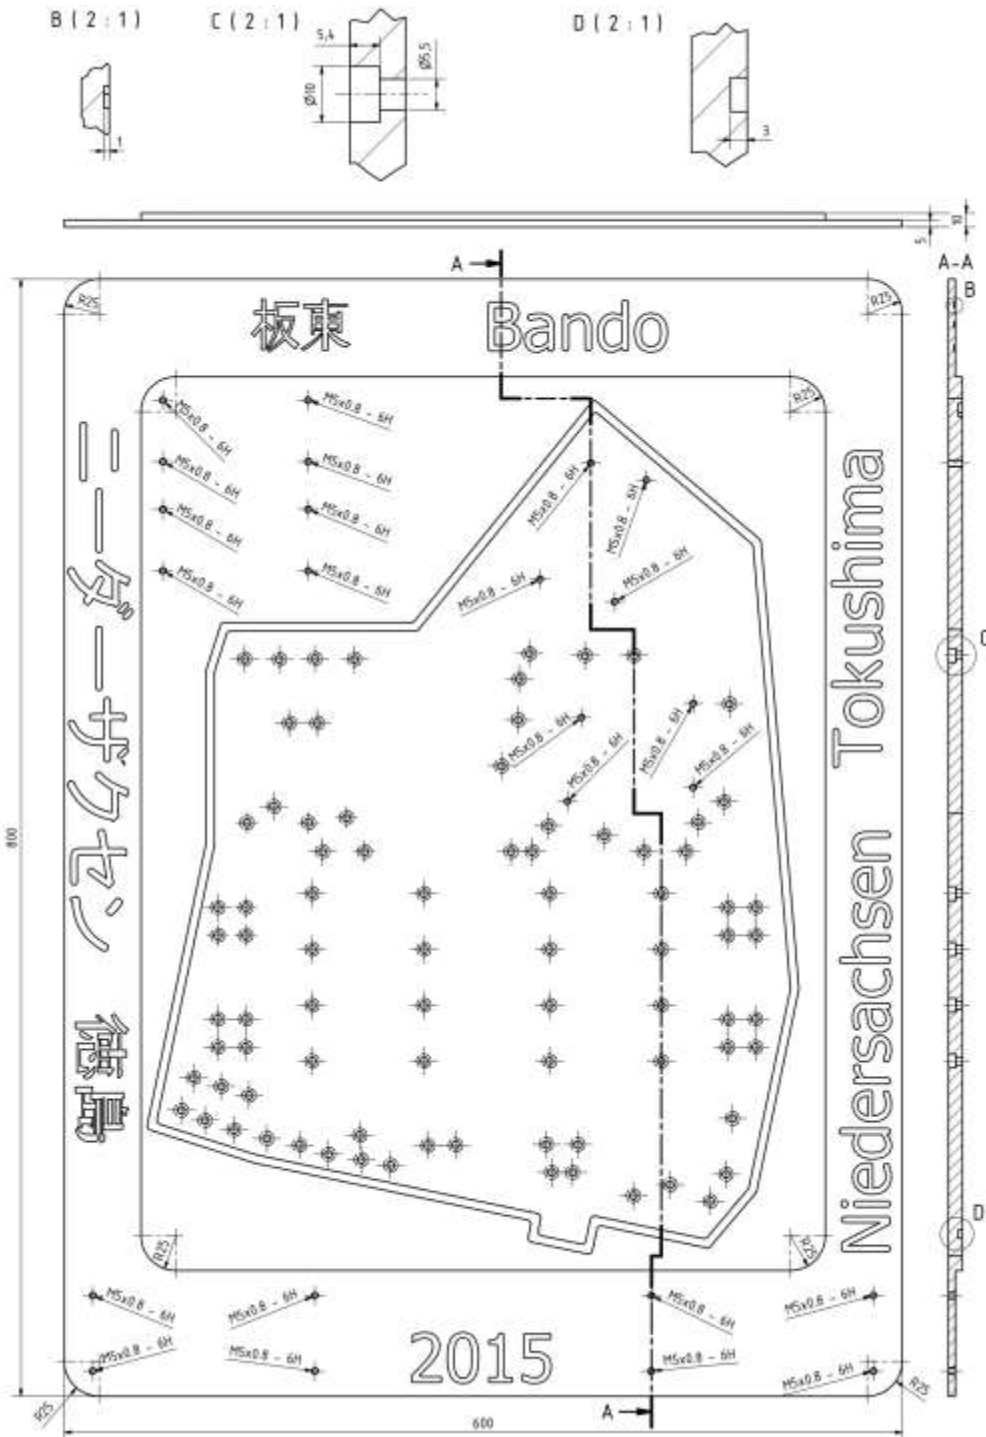 B ( 2 : 1 )
C ( 2 : 1 )
D ( 2 : 1 )
5,4
Ø10
Ø5,5
1
3
5
10
A
A-A
B
R25
R25
板東
Bando
R25
M5x0.8 - 6H
M5x0.8 - 6H
M5x0.8 - 6H
M5x0.8 - 6H
M5x0.8 - 6H
M5x0.8 - 6H
M5x0.8 - 6H
M5x0.8 - 6H
M5x0.8 - 6H
M5x0.8 - 6H
M5x0.8 - 6H
M5x0.8 - 6H
C
M5x0.8 - 6H
M5x0.8 - 6H
M5x0.8 - 6H
M5x0.8 - 6H
ニーダーザクセン 徳島
Tokushima
Niedersachsen
800
D
R25
R25
M5x0.8 - 6H
M5x0.8 - 6H
M5x0.8 - 6H
M5x0.8 - 6H
M5x0.8 - 6H
M5x0.8 - 6H
M5x0.8 - 6H
M5x0.8 - 6H
2015
R25
R25
A
600